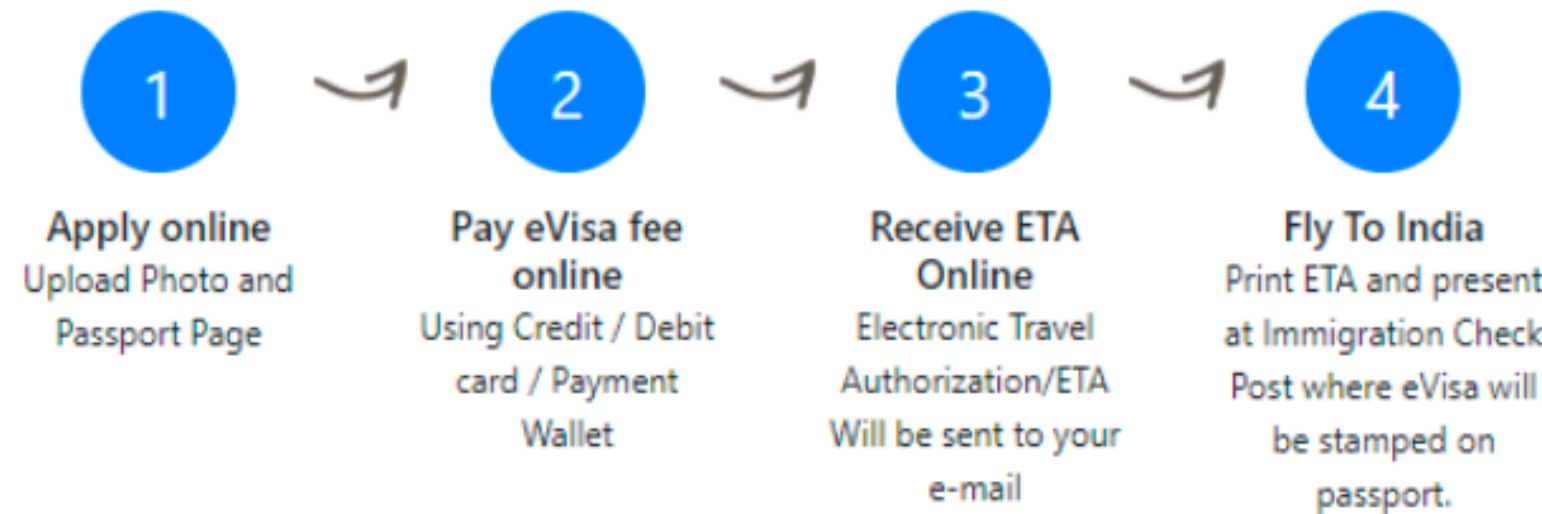 1
Apply online
Upload Photo and
Passport Page
2
Pay eVisa fee
online
Using Credit / Debit
card / Payment
Wallet
3
Receive ETA
Online
Electronic Travel
Authorization/ETA
Will be sent to your
e-mail
4
Fly To India
Print ETA and present
at Immigration Check
Post where eVisa will
be stamped on
passport.